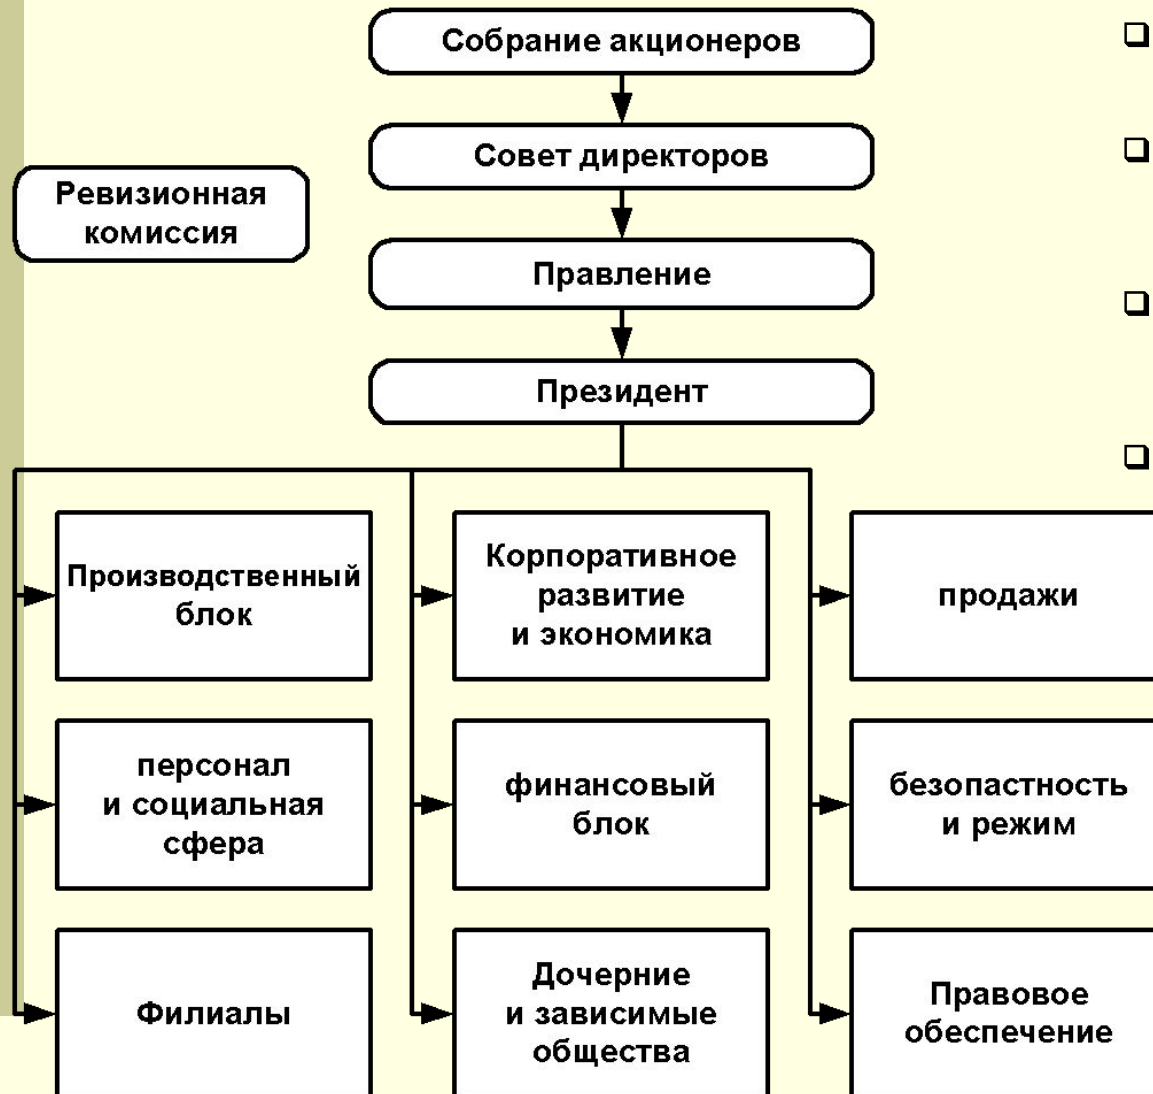 Собрание акционеров
Совет директоров
Ревизионная
комиссия
Правление
Президент
Производственный
блок
Корпоративное
развитие
и экономика
продажи
персонал
и социальная
сфера
финансовый
блок
безопастность
и режим
Филиалы
Дочерние
и зависимые
общества
Правовое
обеспечение